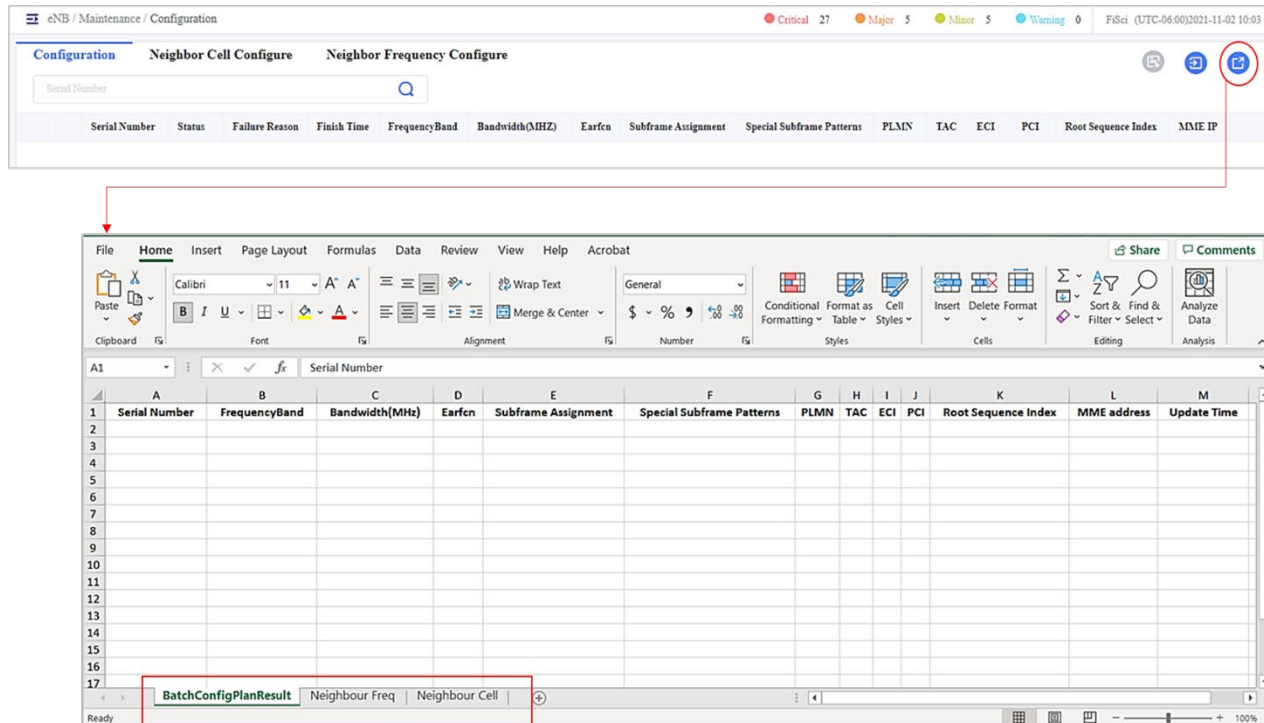 eNB / Maintenance / Configuration Critical 27 Major 5 Minor 5 Warning 0 FiSci (UTC-06:00)2021-11-02 10:03
Configuration Neighbor Cell Configure Neighbor Frequency Configure
Serial Number
Serial Number Status Failure Reason Finish Time FrequencyBand Bandwidth(MHZ) Earfcn Subframe Assignment Special Subframe Patterns PLMN TAC ECI PCI Root Sequence Index MME IP
File Home Insert Page Layout Formulas Data Review View Help Acrobat Share Comments
Calibri 11 A^ A˅ ab Wrap Text General
Paste B I U A Merge & Center $ % 9 Conditional Formatting Format as Table Cell Styles Insert Delete Format Sort & Filter Find & Select Analyze Data
Clipboard Font Alignment Number Styles Cells Editing Analysis
A1 fx Serial Number
A B C D E F G H I J K L M
1 Serial Number FrequencyBand Bandwidth(MHz) Earfcn Subframe Assignment Special Subframe Patterns PLMN TAC ECI PCI Root Sequence Index MME address Update Time
2
3
4
5
6
7
8
9
10
11
12
13
14
15
16
17
BatchConfigPlanResult Neighbour Freq Neighbour Cell
Ready 100%